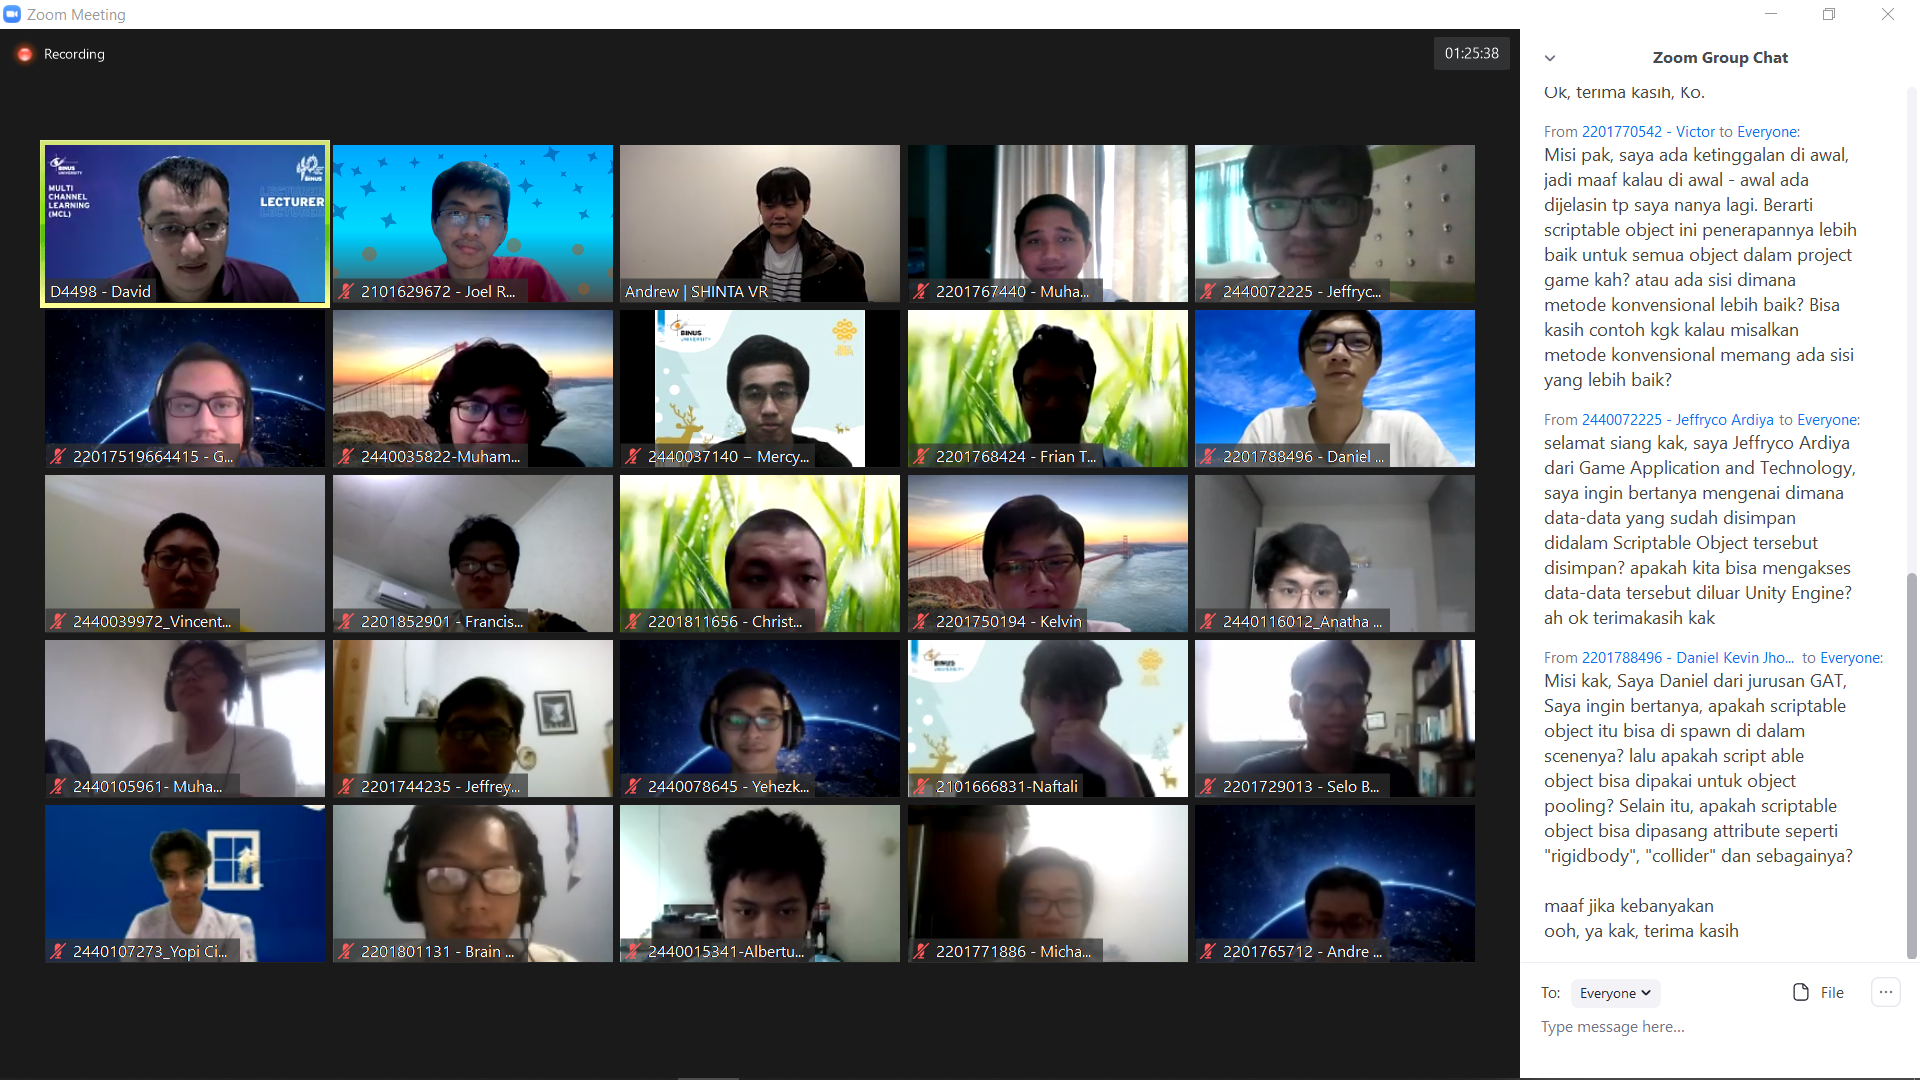 Zoom Meeting
Recording
01:25:38
BINUS
UNIVERSITY
MULTI
CHANNEL
LEARNING
(MCL)
BINUS
LECTURER
D4498 - David
2101629672 - Joel R...
Andrew | SHINTA VR
2201767440 - Muha...
2440072225 - Jeffryc...
22017519664415 - G...
2440035822-Muham...
BINUS
UNIVERSITY
2440037140 – Mercy...
2201768424 - Frian T...
2201788496 - Daniel ...
2440039972_Vincent...
2201852901 - Francis...
2201811656 - Christ...
2201750194 - Kelvin
2440116012_Anatha ...
2440105961- Muha...
2201744235 - Jeffrey...
2440078645 - Yehezk...
BINUS
UNIVERSITY
2101666831-Naftali
2201729013 - Selo B...
2440107273_Yopi Ci...
2201801131 - Brain ...
2440015341-Albertu...
2201771886 - Micha...
2201765712 - Andre ...
Zoom Group Chat
Ok, terima kasih, Ko.
From 2201770542 - Victor to Everyone:
Misi pak, saya ada ketinggalan di awal,
jadi maaf kalau di awal - awal ada
dijelasin tp saya nanya lagi. Berarti
scriptable object ini penerapannya lebih
baik untuk semua object dalam project
game kah? atau ada sisi dimana
metode konvensional lebih baik? Bisa
kasih contoh kgk kalau misalkan
metode konvensional memang ada sisi
yang lebih baik?
From 2440072225 - Jeffryco Ardiya to Everyone:
selamat siang kak, saya Jeffryco Ardiya
dari Game Application and Technology,
saya ingin bertanya mengenai dimana
data-data yang sudah disimpan
didalam Scriptable Object tersebut
disimpan? apakah kita bisa mengakses
data-data tersebut diluar Unity Engine?
ah ok terimakasih kak
From 2201788496 - Daniel Kevin Jho... to Everyone:
Misi kak, Saya Daniel dari jurusan GAT,
Saya ingin bertanya, apakah scriptable
object itu bisa di spawn di dalam
scenenya? lalu apakah script able
object bisa dipakai untuk object
pooling? Selain itu, apakah scriptable
object bisa dipasang attribute seperti
"rigidbody", "collider" dan sebagainya?
maaf jika kebanyakan
ooh, ya kak, terima kasih
To: Everyone
File
Type message here...